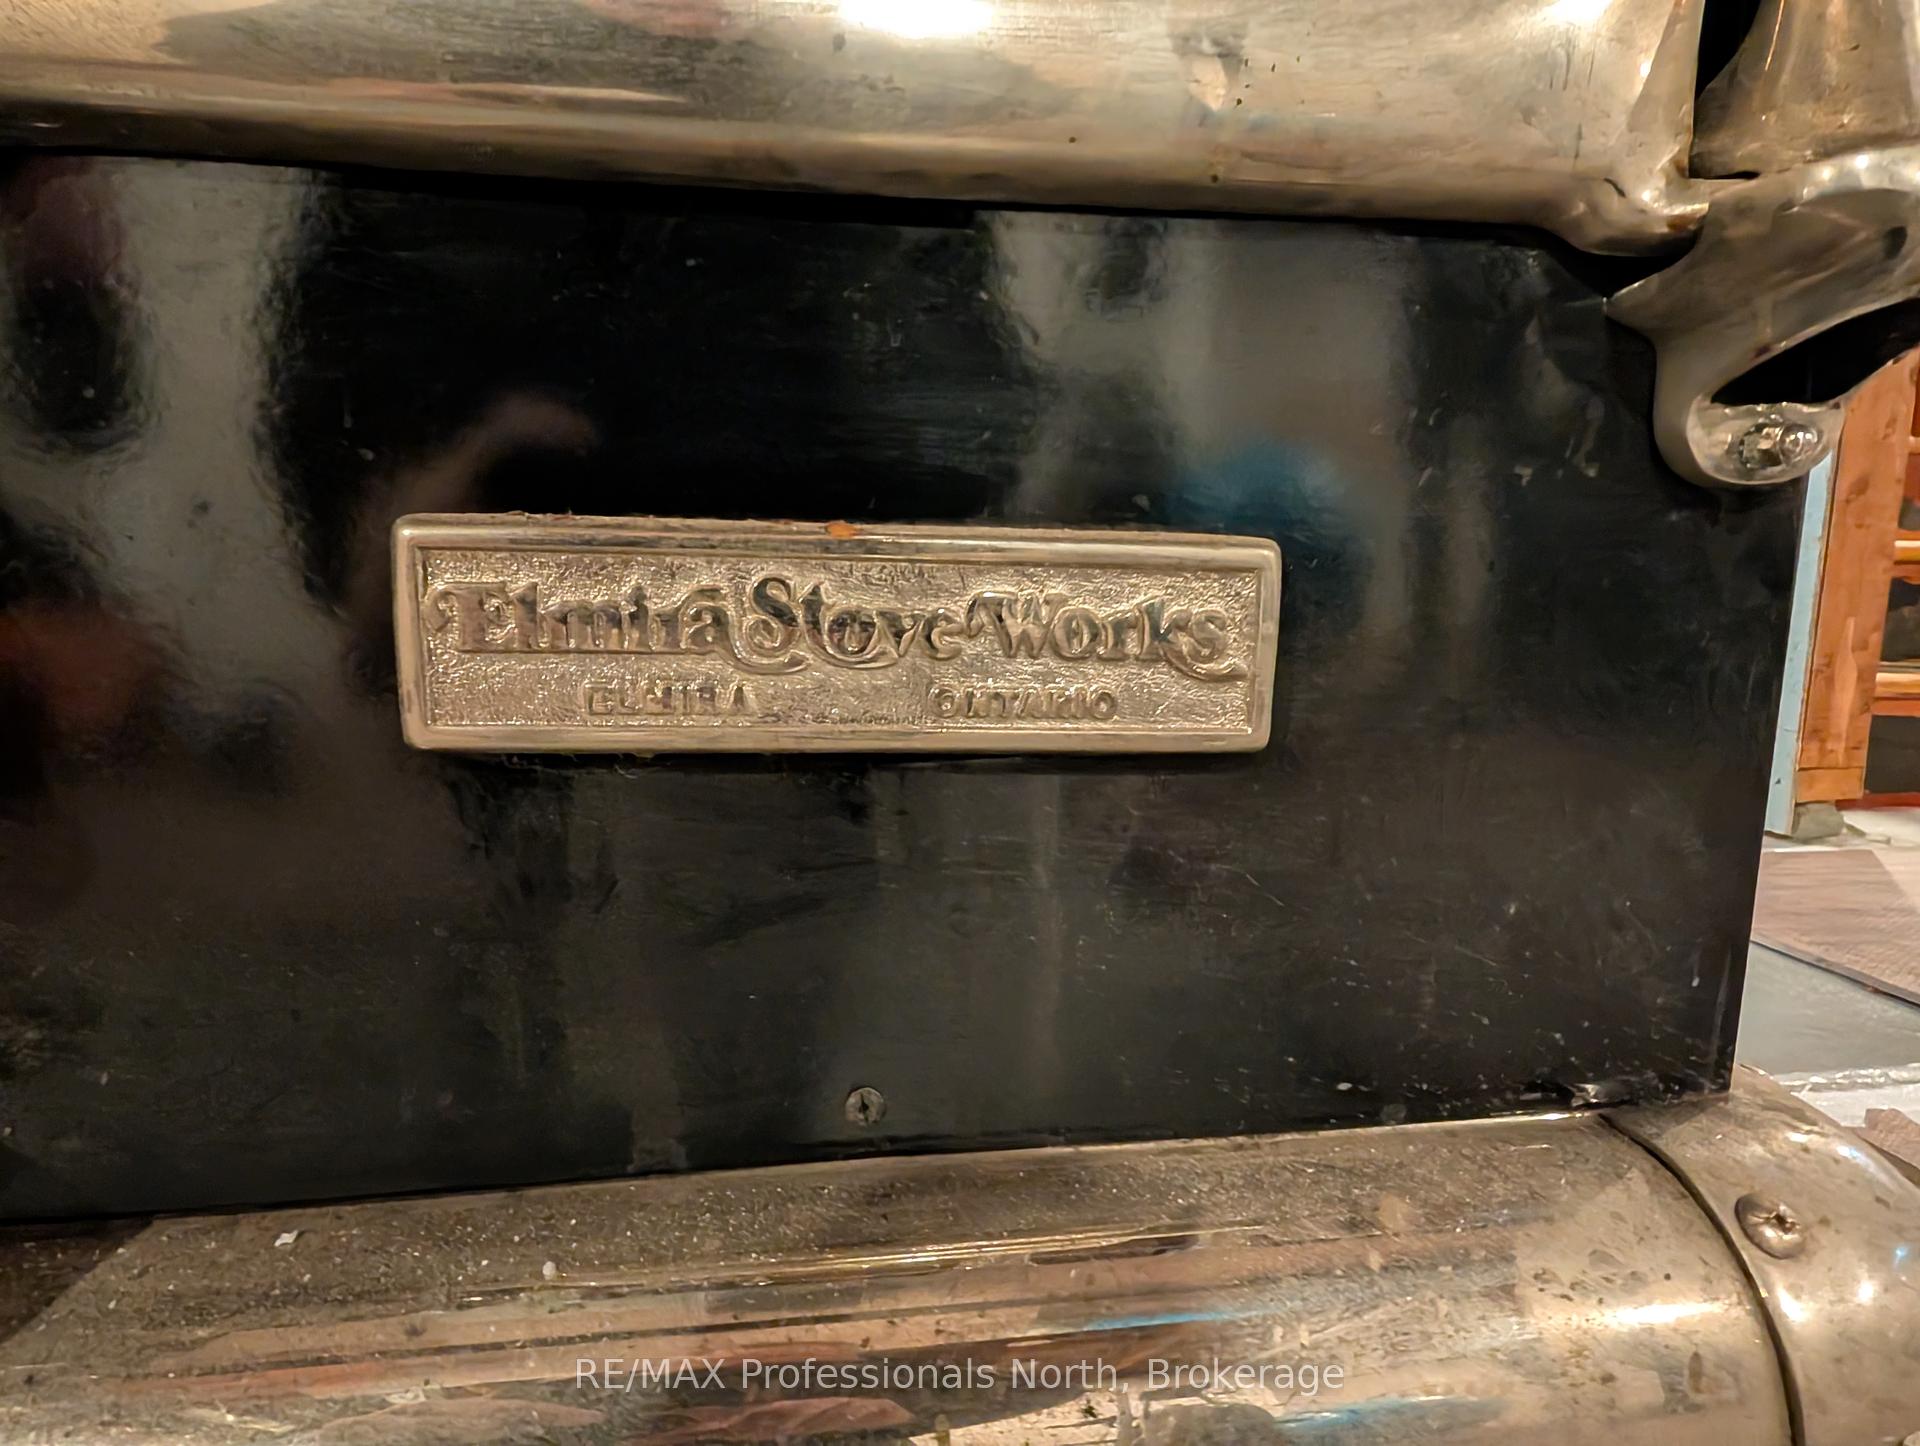 Elmira Stove Works
ELMIRA ONTARIO
RE/MAX Professionals North, Brokerage